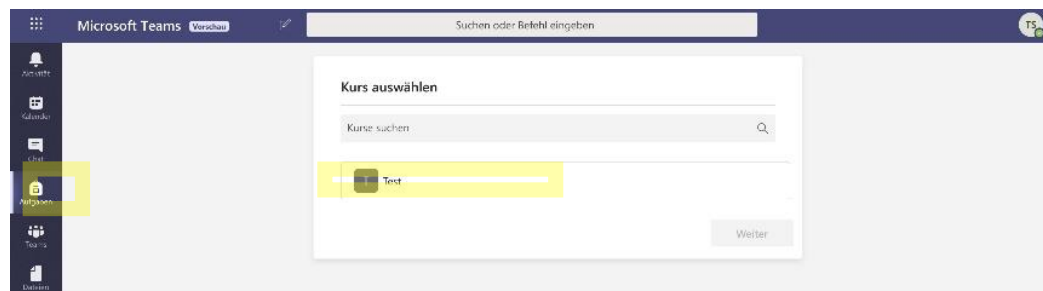 Microsoft Teams Vorschau
Suchen oder Befehl eingeben
TS
Aktivität
Kalender
Chat
Aufgaben
Teams
Dateien
Kurs auswählen
Kurse suchen
T Test
Weiter